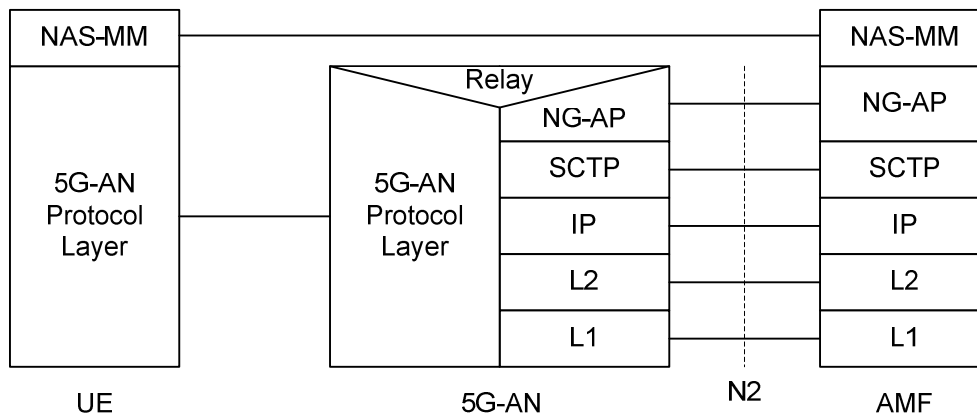 NAS-MM
NAS-MM
Relay
NG-AP
NG-AP
5G-AN
Protocol
Layer
5G-AN
Protocol
Layer
SCTP
SCTP
IP
IP
L2
L2
L1
L1
UE
5G-AN
N2
AMF